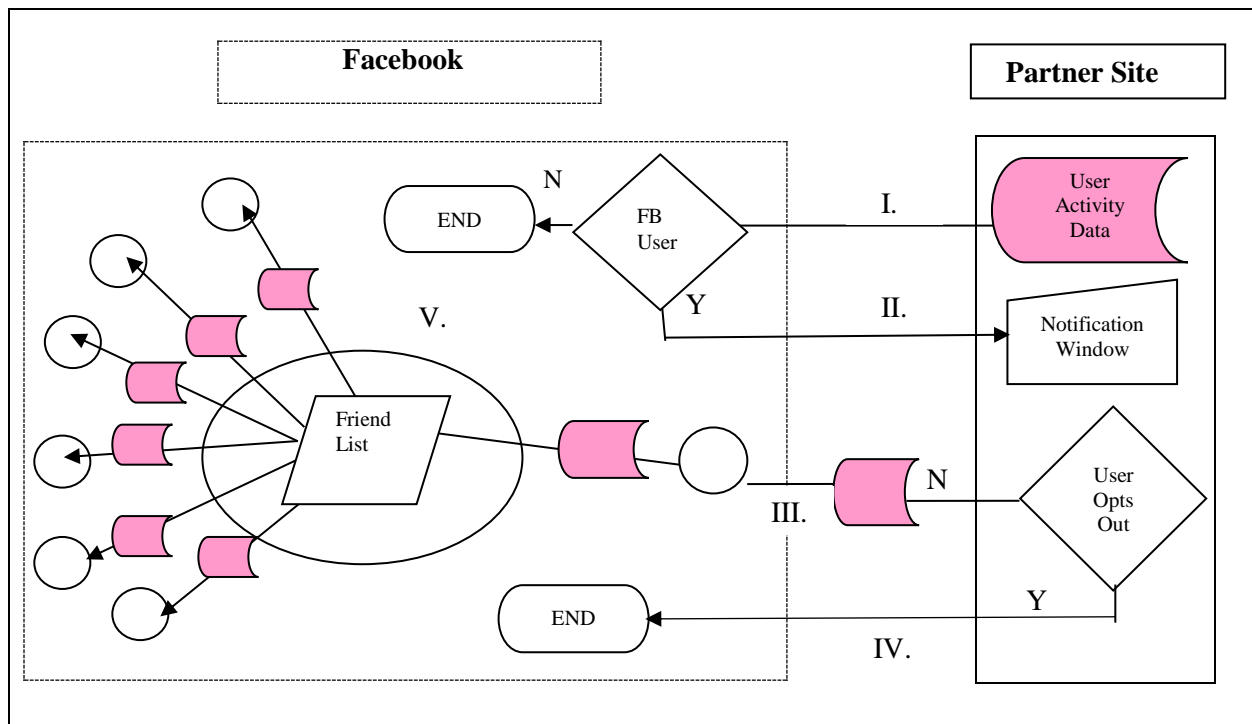 Facebook
Partner Site
N
END
FB
User
I.
User
Activity
Data
Y
II.
Notification
Window
V.
Friend
List
III.
N
User
Opts
Out
END
Y
IV.